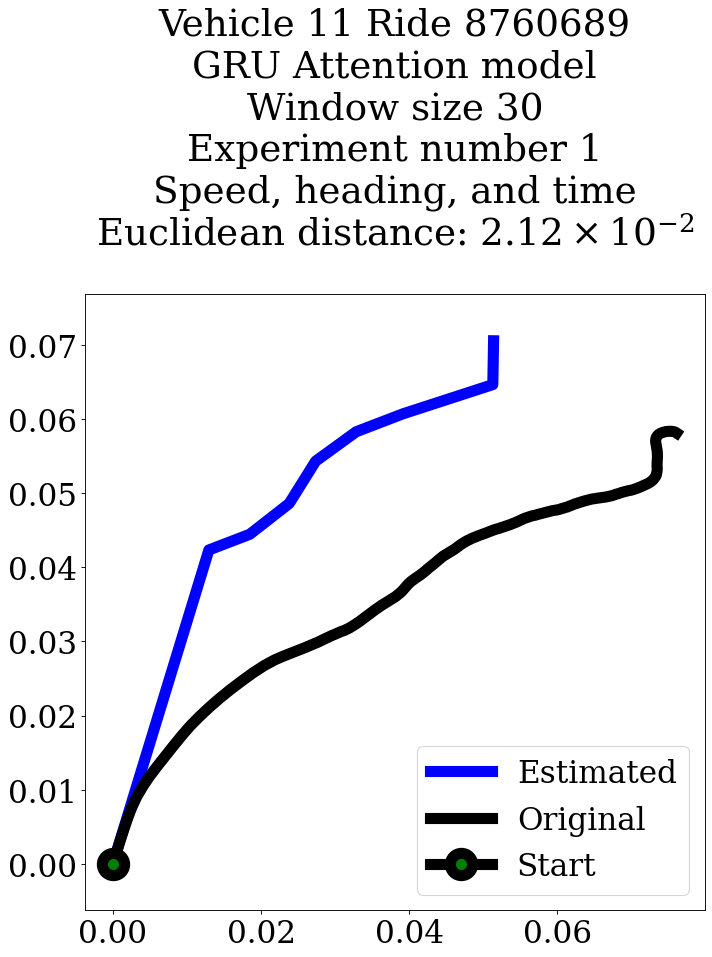 Vehicle 11 Ride 8760689
GRU Attention model
Window size 30
Experiment number 1
Speed, heading, and time
Euclidean distance: 2.12 × 10⁻²
0.07
0.06
0.05
0.04
0.03
0.02
0.01
0.00
Estimated
Original
Start
0.00 0.02 0.04 0.06